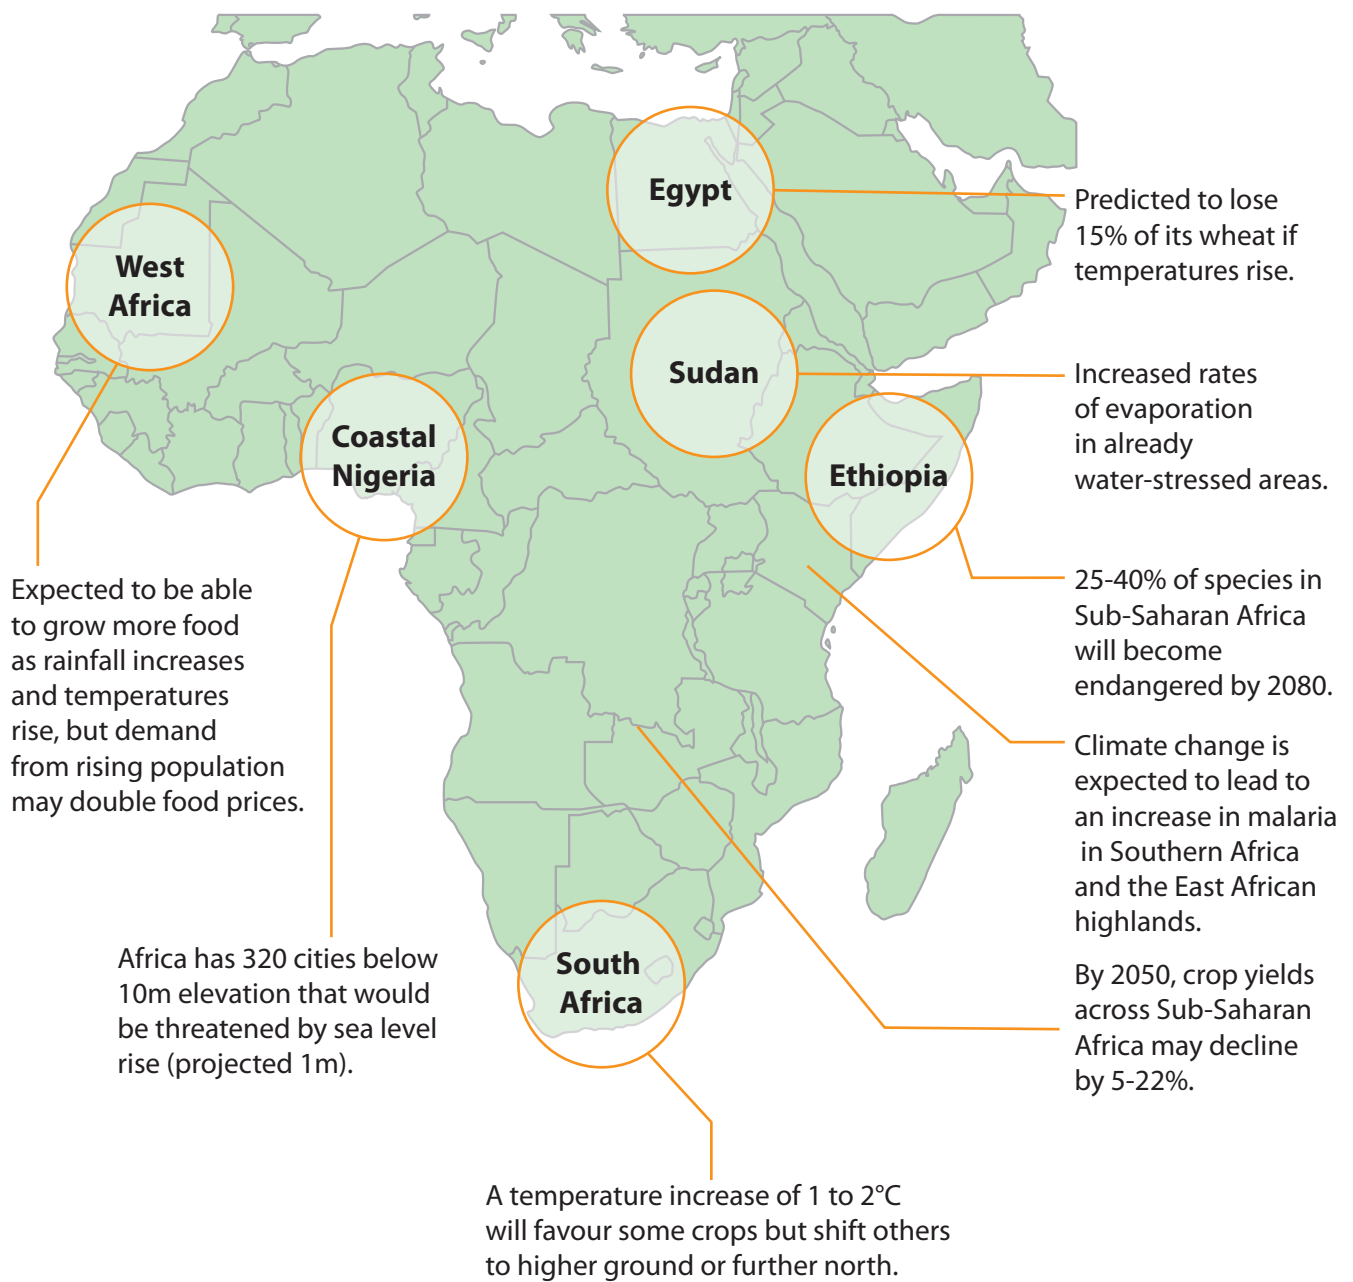 Egypt
Predicted to lose
15% of its wheat if
temperatures rise.
West
Africa
Sudan
Increased rates
of evaporation
in already
water-stressed areas.
Coastal
Nigeria
Ethiopia
25-40% of species in
Sub-Saharan Africa
will become
endangered by 2080.
Expected to be able
to grow more food
as rainfall increases
and temperatures
rise, but demand
from rising population
may double food prices.
Climate change is
expected to lead to
an increase in malaria
in Southern Africa
and the East African
highlands.
Africa has 320 cities below
10m elevation that would
be threatened by sea level
rise (projected 1m).
South
Africa
By 2050, crop yields
across Sub-Saharan
Africa may decline
by 5-22%.
A temperature increase of 1 to 2°C
will favour some crops but shift others
to higher ground or further north.